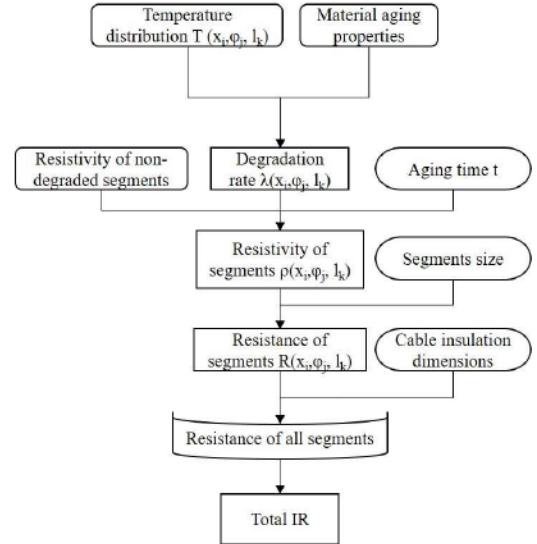 Temperature
distribution T (xᵢ,φⱼ, lₖ)
Material aging
properties
Resistivity of non-
degraded segments
Degradation
rate λ(xᵢ,φⱼ, lₖ)
Aging time t
Resistivity of
segments ρ(xᵢ,φⱼ, lₖ)
Segments size
Resistance of
segments R(xᵢ,φⱼ, lₖ)
Cable insulation
dimensions
Resistance of all segments
Total IR